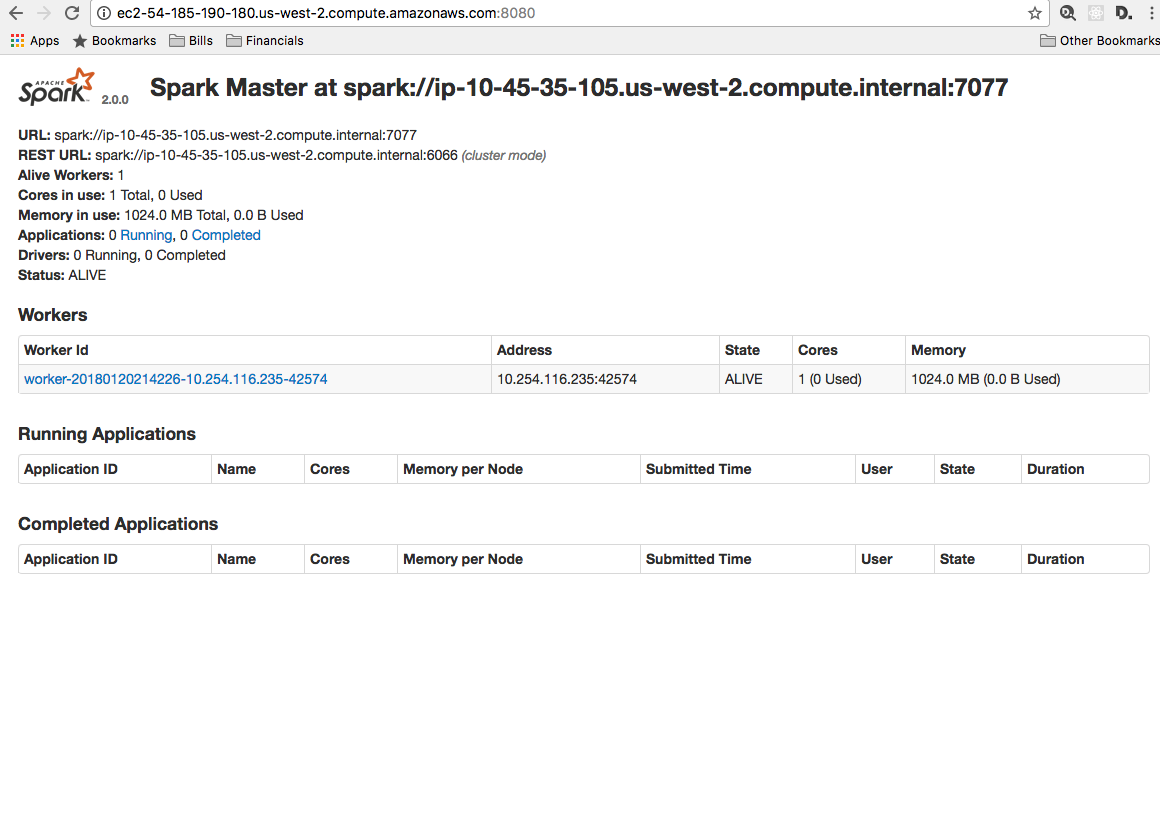 ec2-54-185-190-180.us-west-2.compute.amazonaws.com:8080
Apps Bookmarks Bills Financials Other Bookmarks
APACHE Spark 2.0.0 Spark Master at spark://ip-10-45-35-105.us-west-2.compute.internal:7077
URL: spark://ip-10-45-35-105.us-west-2.compute.internal:7077
REST URL: spark://ip-10-45-35-105.us-west-2.compute.internal:6066 (cluster mode)
Alive Workers: 1
Cores in use: 1 Total, 0 Used
Memory in use: 1024.0 MB Total, 0.0 B Used
Applications: 0 Running, 0 Completed
Drivers: 0 Running, 0 Completed
Status: ALIVE
Workers
Worker Id Address State Cores Memory
worker-20180120214226-10.254.116.235-42574 10.254.116.235:42574 ALIVE 1 (0 Used) 1024.0 MB (0.0 B Used)
Running Applications
Application ID Name Cores Memory per Node Submitted Time User State Duration
Completed Applications
Application ID Name Cores Memory per Node Submitted Time User State Duration